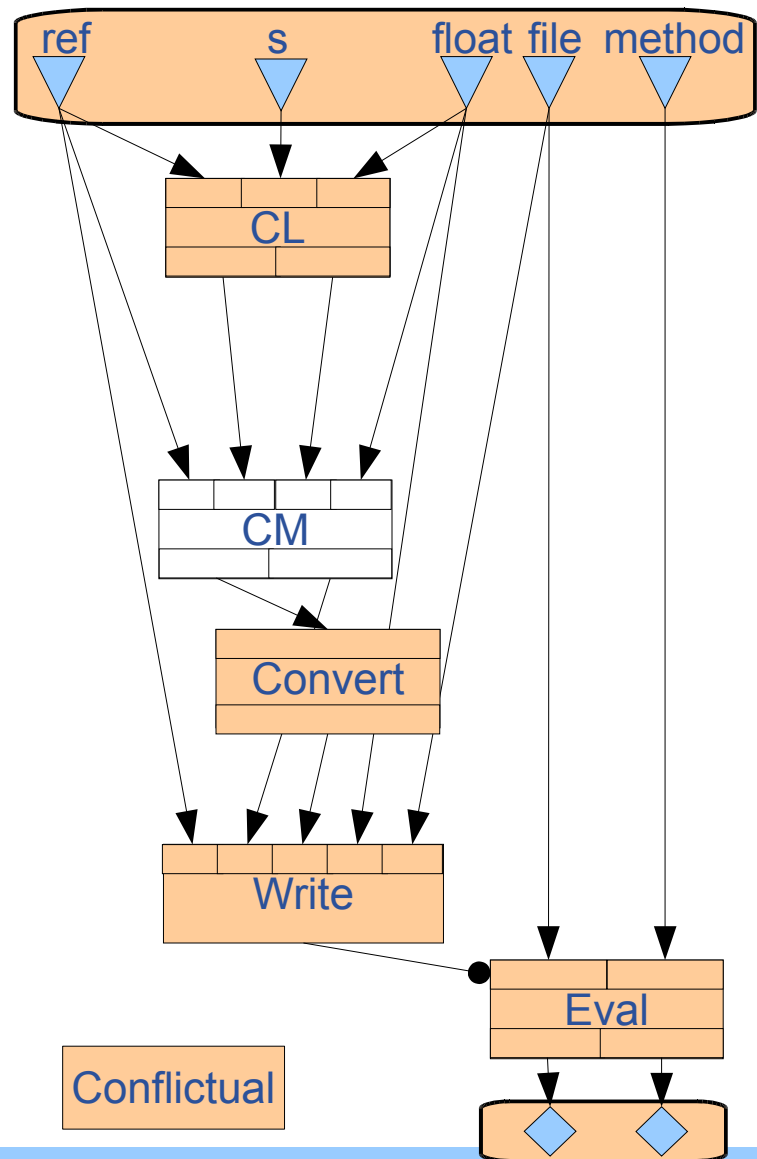 ref s float file method
CL
CM
Convert
Write
Eval
Conflictual